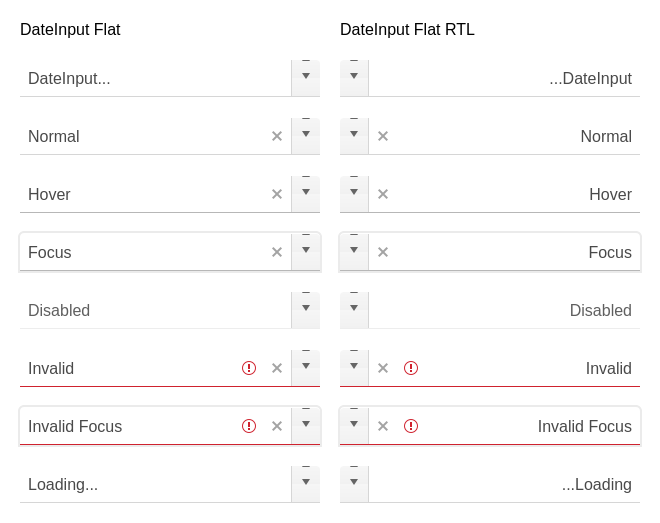 DateInput Flat
DateInput...
Normal
Hover
Focus
Disabled
Invalid
Invalid Focus
Loading...
DateInput Flat RTL
...DateInput
Normal
Hover
Focus
Disabled
Invalid
Invalid Focus
...Loading